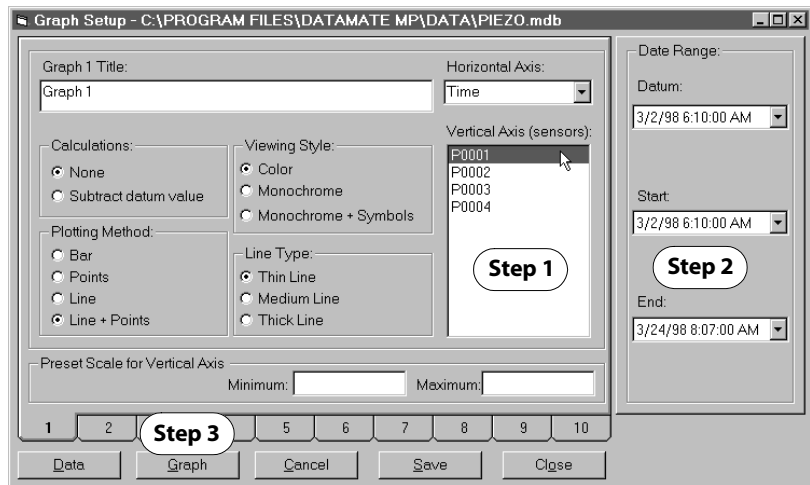 Graph Setup - C:\PROGRAM FILES\DATAMATE MP\DATA\PIEZO.mdb
Graph 1 Title:
Graph 1
Horizontal Axis:
Time
Calculations:
None
Subtract datum value
Viewing Style:
Color
Monochrome
Monochrome + Symbols
Vertical Axis (sensors):
P0001
P0002
P0003
P0004
Step 1
Plotting Method:
Bar
Points
Line
Line + Points
Line Type:
Thin Line
Medium Line
Thick Line
Preset Scale for Vertical Axis
Minimum:
Maximum:
1 2 5 6 7 8 9 10
Step 3
Data Graph Cancel Save Close
Date Range:
Datum:
3/2/98 6:10:00 AM
Start:
3/2/98 6:10:00 AM
Step 2
End:
3/24/98 8:07:00 AM